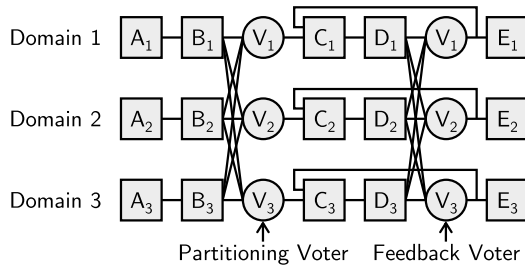 Domain 1 A1 B1 V1 C1 D1 V1 E1
Domain 2 A2 B2 V2 C2 D2 V2 E2
Domain 3 A3 B3 V3 C3 D3 V3 E3
Partitioning Voter Feedback Voter